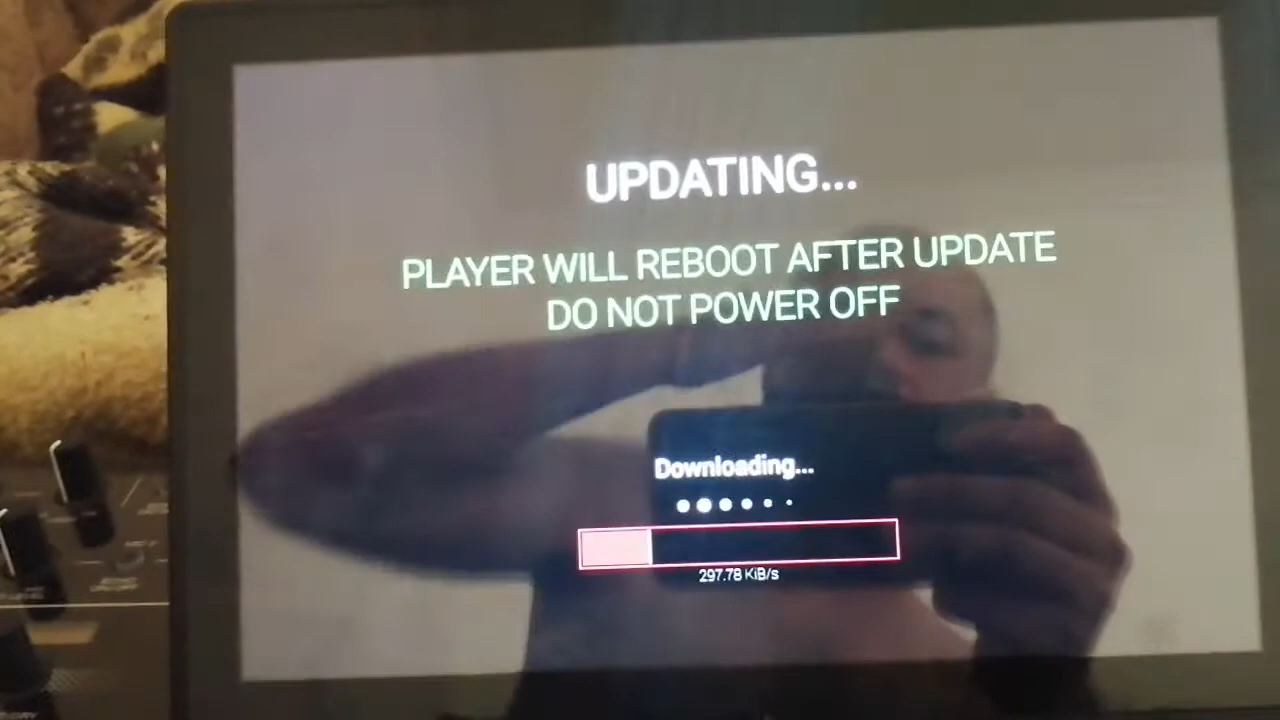 UPDATING...
PLAYER WILL REBOOT AFTER UPDATE
DO NOT POWER OFF
Downloading...
297.78 KiB/s